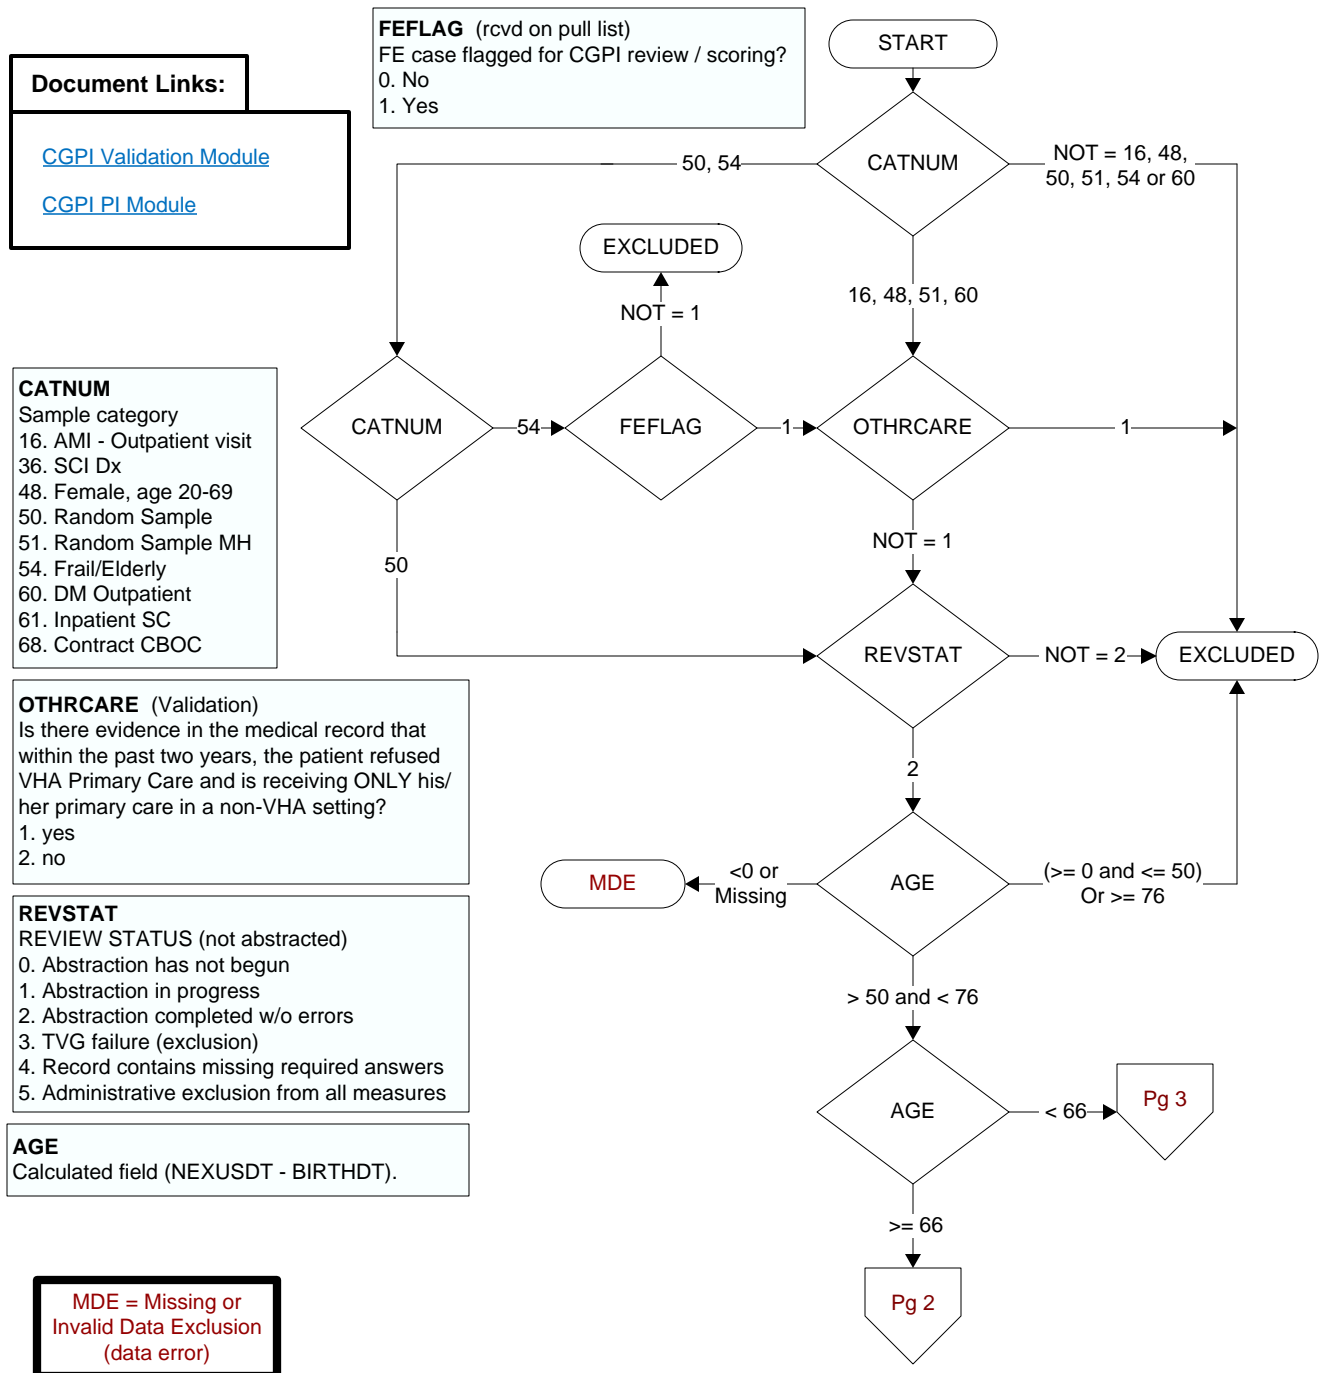 FEFLAG (rcvd on pull list)
FE case flagged for CGPI review / scoring?
0. No
1. Yes
START
Document Links:
CGPI Validation Module
CGPI PI Module
50, 54
CATNUM
NOT = 16, 48,
50, 51, 54 or 60
EXCLUDED
16, 48, 51, 60
NOT = 1
CATNUM
Sample category
16. AMI - Outpatient visit
36. SCI Dx
48. Female, age 20-69
50. Random Sample
51. Random Sample MH
54. Frail/Elderly
60. DM Outpatient
61. Inpatient SC
68. Contract CBOC
CATNUM
54
FEFLAG
1
OTHRCARE
1
NOT = 1
50
REVSTAT
NOT = 2
EXCLUDED
OTHRCARE (Validation)
Is there evidence in the medical record that
within the past two years, the patient refused
VHA Primary Care and is receiving ONLY his/
her primary care in a non-VHA setting?
1. yes
2. no
2
MDE
<0 or
Missing
AGE
(>= 0 and <= 50)
Or >= 76
REVSTAT
REVIEW STATUS (not abstracted)
0. Abstraction has not begun
1. Abstraction in progress
2. Abstraction completed w/o errors
3. TVG failure (exclusion)
4. Record contains missing required answers
5. Administrative exclusion from all measures
> 50 and < 76
AGE
< 66
Pg 3
AGE
Calculated field (NEXUSDT - BIRTHDT).
>= 66
Pg 2
MDE = Missing or
Invalid Data Exclusion
(data error)